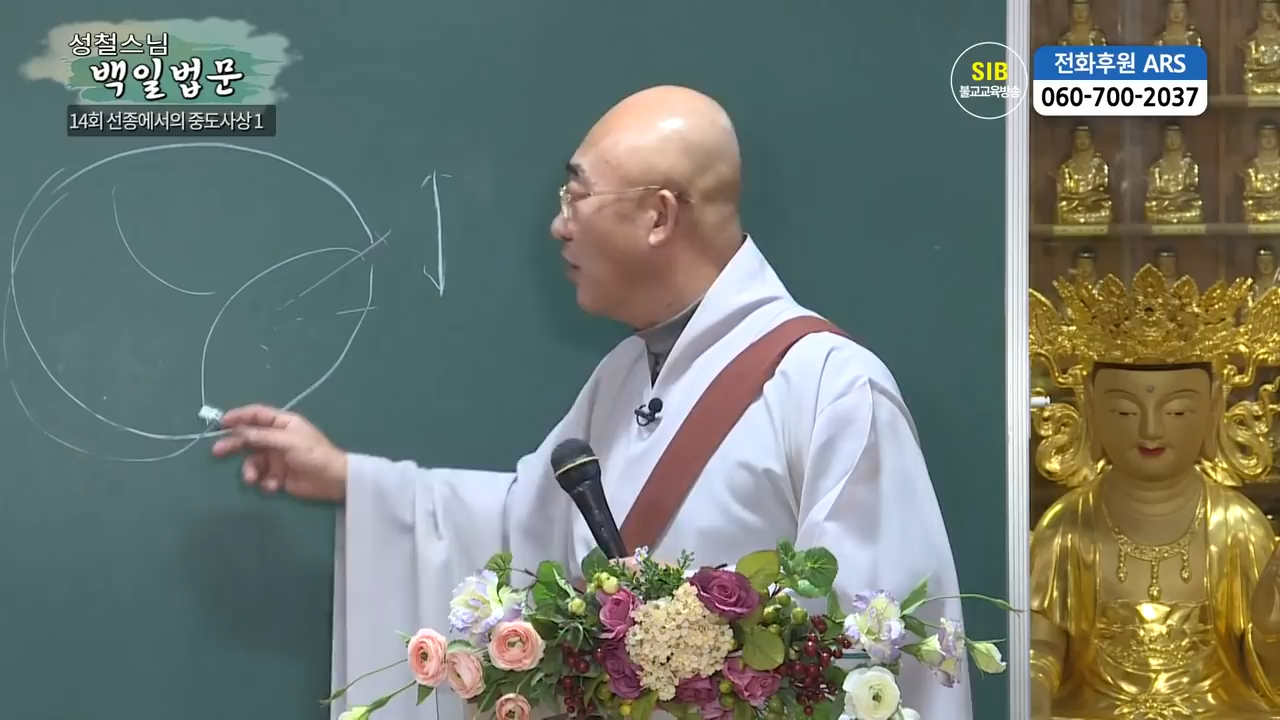 성철스님
백일법문
14회 선종에서의 중도사상 1
SIB
불교교육방송
전화후원 ARS
060-700-2037